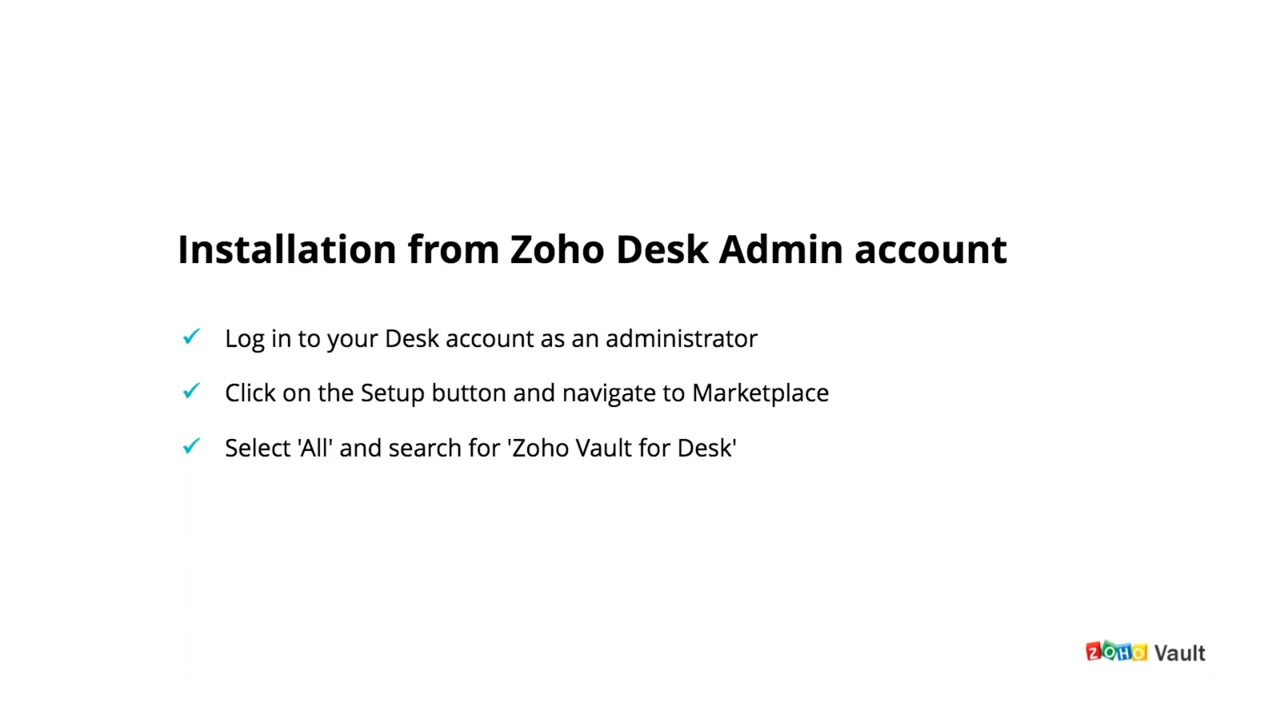 Installation from Zoho Desk Admin account
✓ Log in to your Desk account as an administrator
✓ Click on the Setup button and navigate to Marketplace
✓ Select 'All' and search for 'Zoho Vault for Desk'
ZOHO Vault